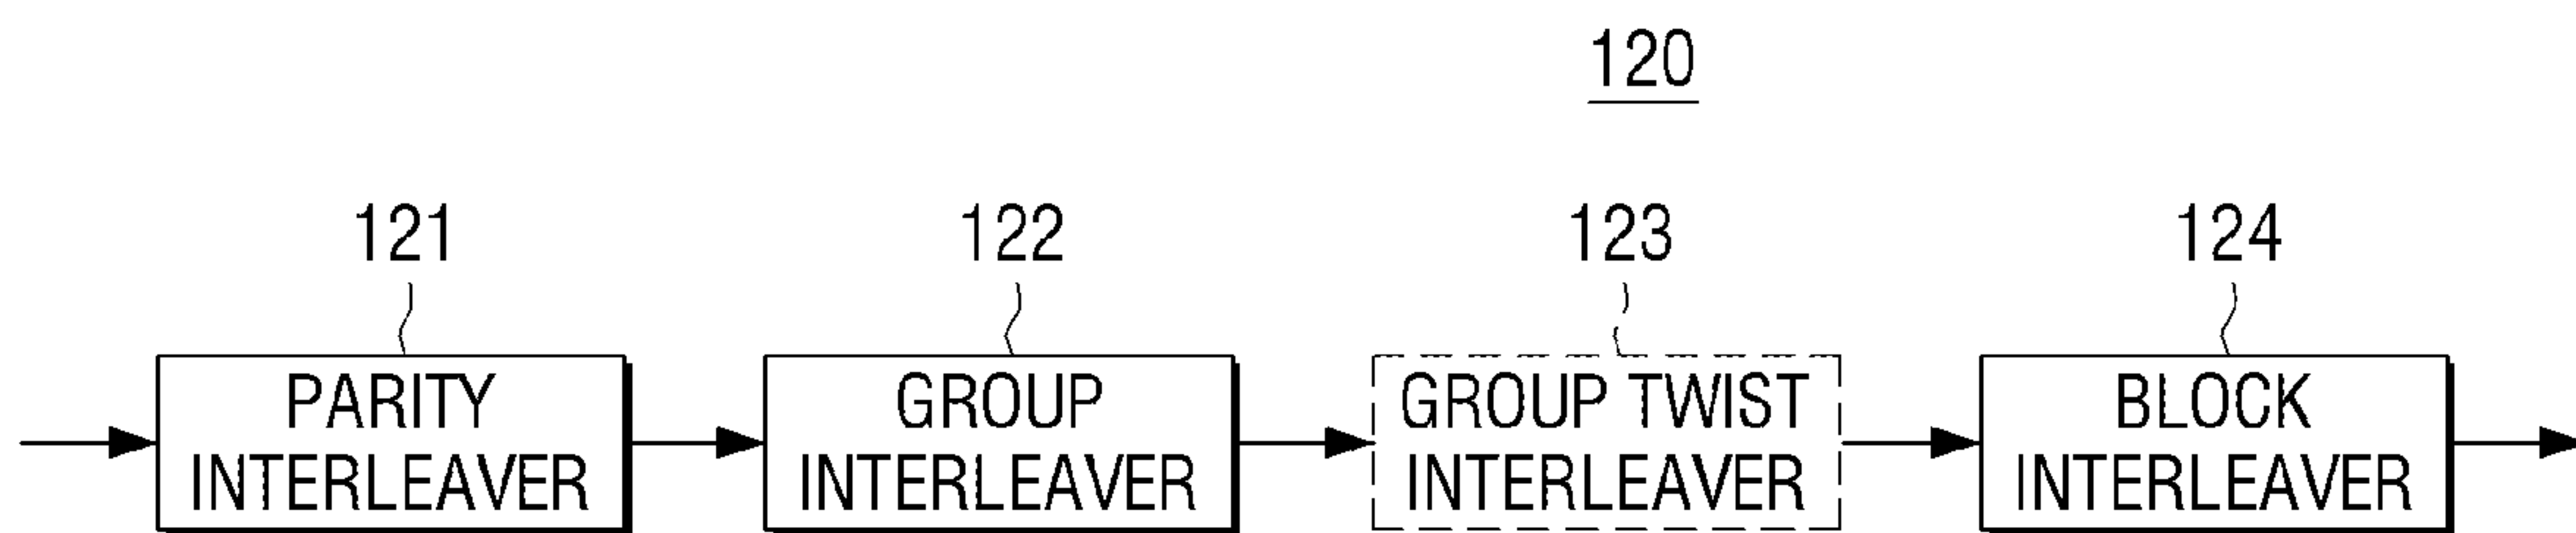 120
121
122
123
124
PARITY
INTERLEAVER
GROUP
INTERLEAVER
GROUP TWIST
INTERLEAVER
BLOCK
INTERLEAVER